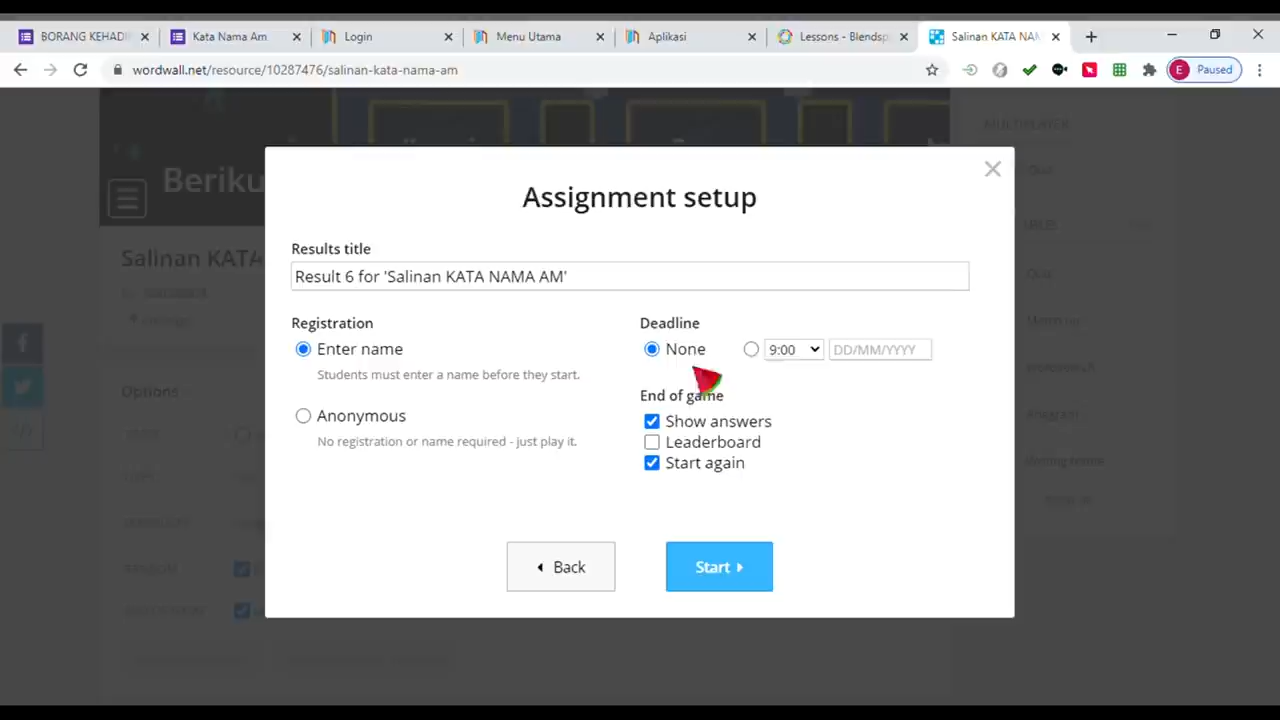 BORANG KEHADI
Kata Nama Am
Login
Menu Utama
Aplikasi
Lessons - Blendsp
Salinan KATA NAM
wordwall.net/resource/10287476/salinan-kata-nama-am
E Paused
Beriku
MULTIPLAYER
Quiz
Salinan KATA
Options
Assignment setup
Results title
Result 6 for 'Salinan KATA NAMA AM'
Registration
Enter name
Students must enter a name before they start.
Anonymous
No registration or name required - just play it.
Deadline
None
9:00
DD/MM/YYYY
End of game
Show answers
Leaderboard
Start again
Back
Start